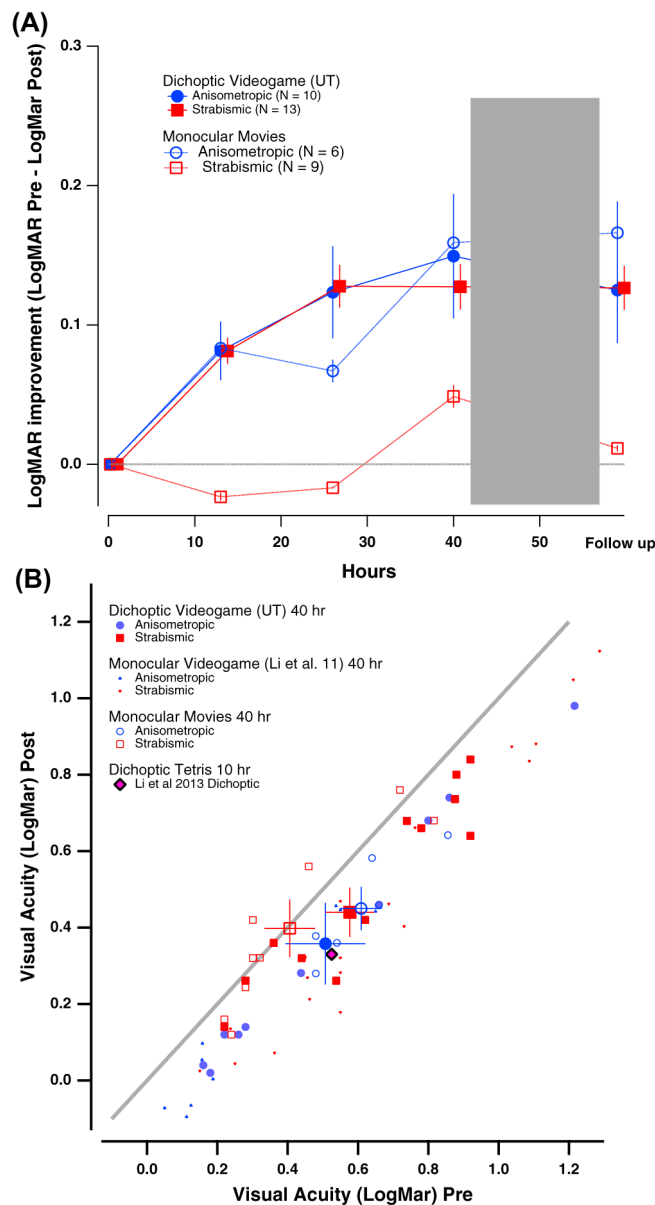 (A)
LogMAR improvement (LogMAR Pre - LogMar Post)
0.3
0.2
0.1
0.0
Dichoptic Videogame (UT)
Anisometropic (N = 10)
Strabismic (N = 13)
Monocular Movies
Anisometropic (N = 6)
Strabismic (N = 9)
0
10
20
30
40
50
Follow up
Hours
(B)
Visual Acuity (LogMar) Post
1.2
1.0
0.8
0.6
0.4
0.2
0.0
Dichoptic Videogame (UT) 40 hr
Anisometropic
Strabismic
Monocular Videogame (Li et al. 11) 40 hr
Anisometropic
Strabismic
Monocular Movies 40 hr
Anisometropic
Strabismic
Dichoptic Tetris 10 hr
Li et al 2013 Dichoptic
0.0
0.2
0.4
0.6
0.8
1.0
1.2
Visual Acuity (LogMar) Pre